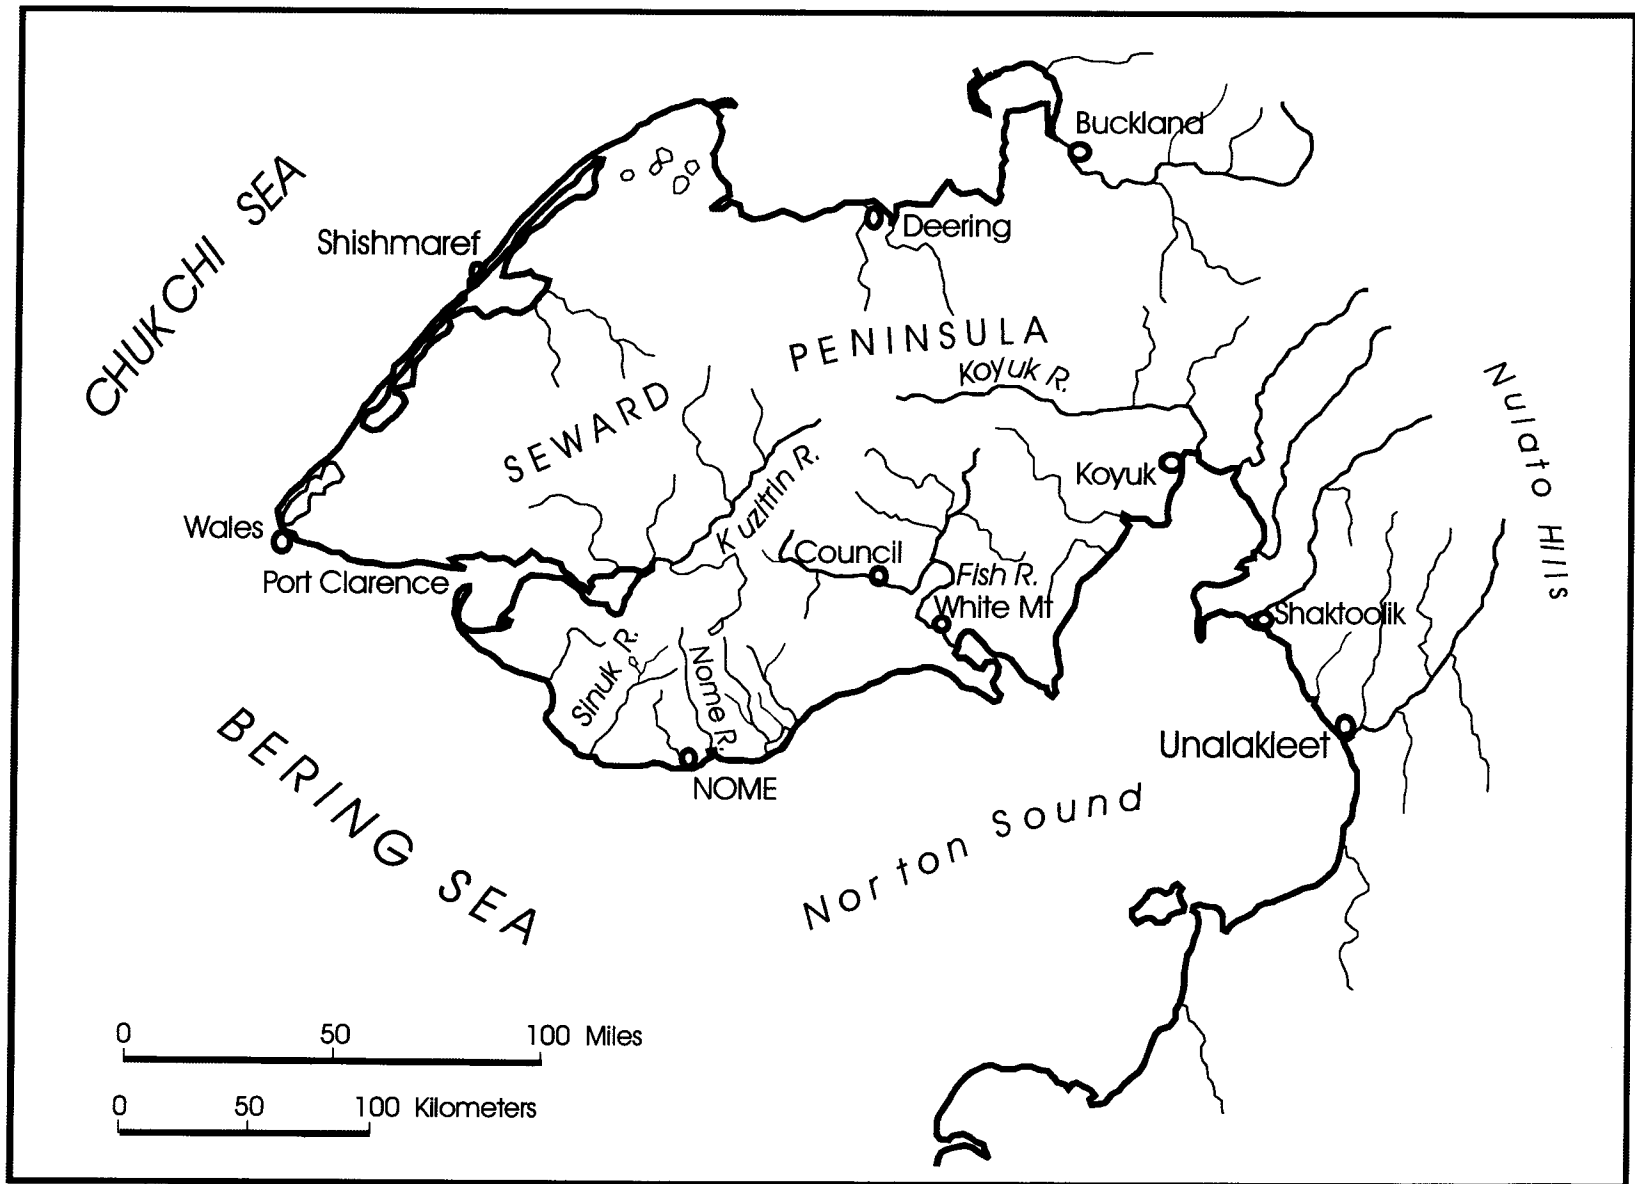 Buckland
CHUKCHI SEA
Shishmaref
Deering
PENINSULA
Koyuk R.
SEWARD
Nulato Hills
Kuzitrin R.
Koyuk
Wales
Council
Port Clarence
Fish R.
White Mt
Shaktoolik
Sinuk R.
Nome R.
BERING SEA
Unalakleet
NOME
Norton Sound
0 50 100 Miles
0 50 100 Kilometers